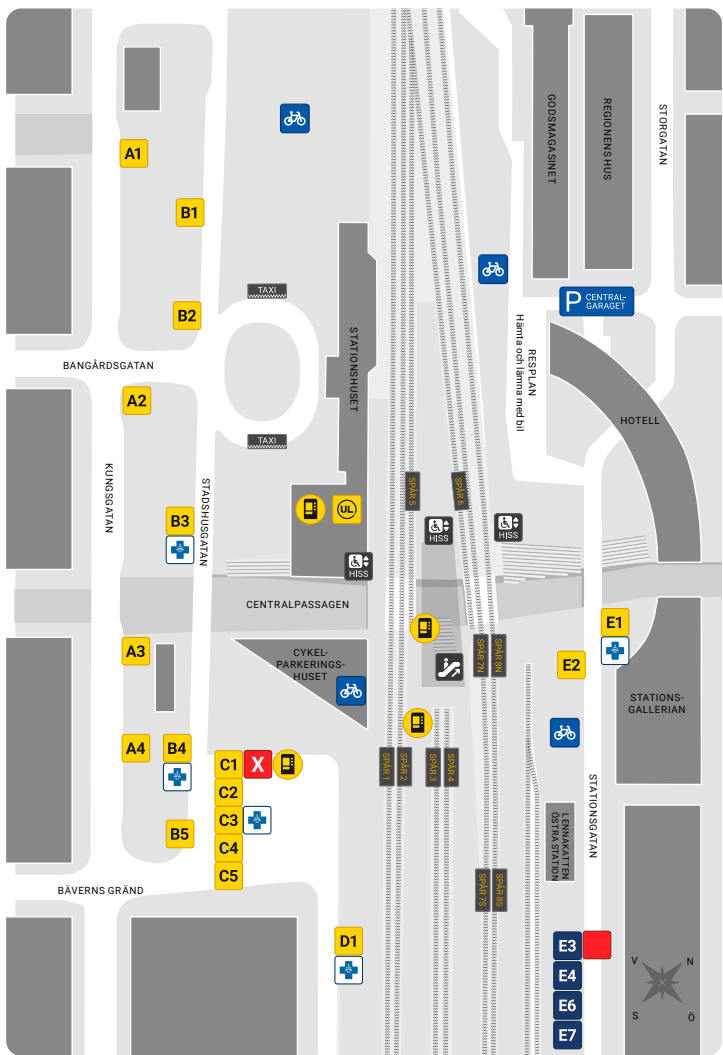 A1
B1
B2
BANGÅRDSGATAN
A2
KUNGSGATAN
STADSHUSGATAN
B3
TAXI
TAXI
STATIONSHUSET
UL
HISS
HISS
HISS
CENTRALPASSAGEN
CYKEL-
PARKERINGS-
HUSET
SPÅR 5
SPÅR 6
GODSMAGASINET
REGIONENS HUS
STORGATAN
P CENTRAL-
GARAGET
RESPLAN
Hämta och lämna med bil
HOTELL
E1
E2
STATIONS-
GALLERIAN
SPÅR 7N
SPÅR 8N
A3
A4
B4
B5
C1
X
C2
C3
C4
C5
SPÅR 1
SPÅR 2
SPÅR 3
SPÅR 4
STATIONSGATAN
LENNAKATTEN
ÖSTRA STATION
SPÅR 7S
SPÅR 8S
BÄVERNS GRÄND
D1
E3
E4
E6
E7
V
N
S
Ö